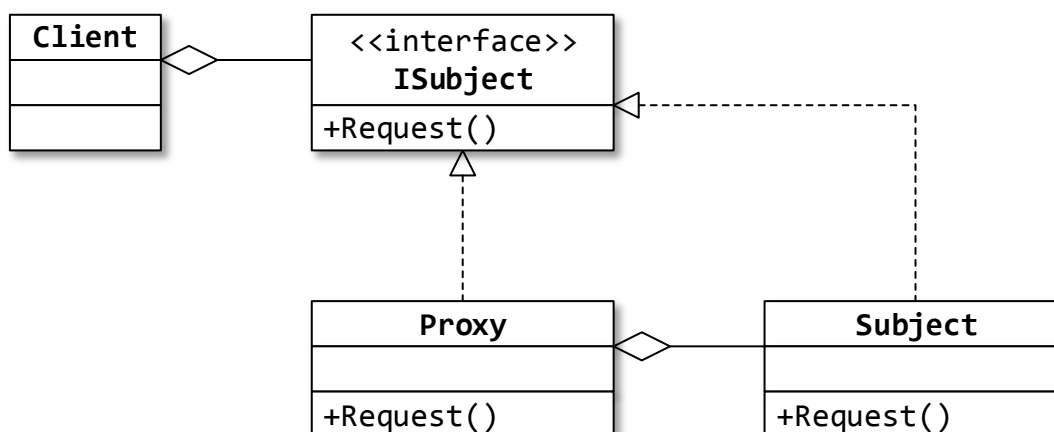 Client
<<interface>>
ISubject
+Request()
Proxy
+Request()
Subject
+Request()